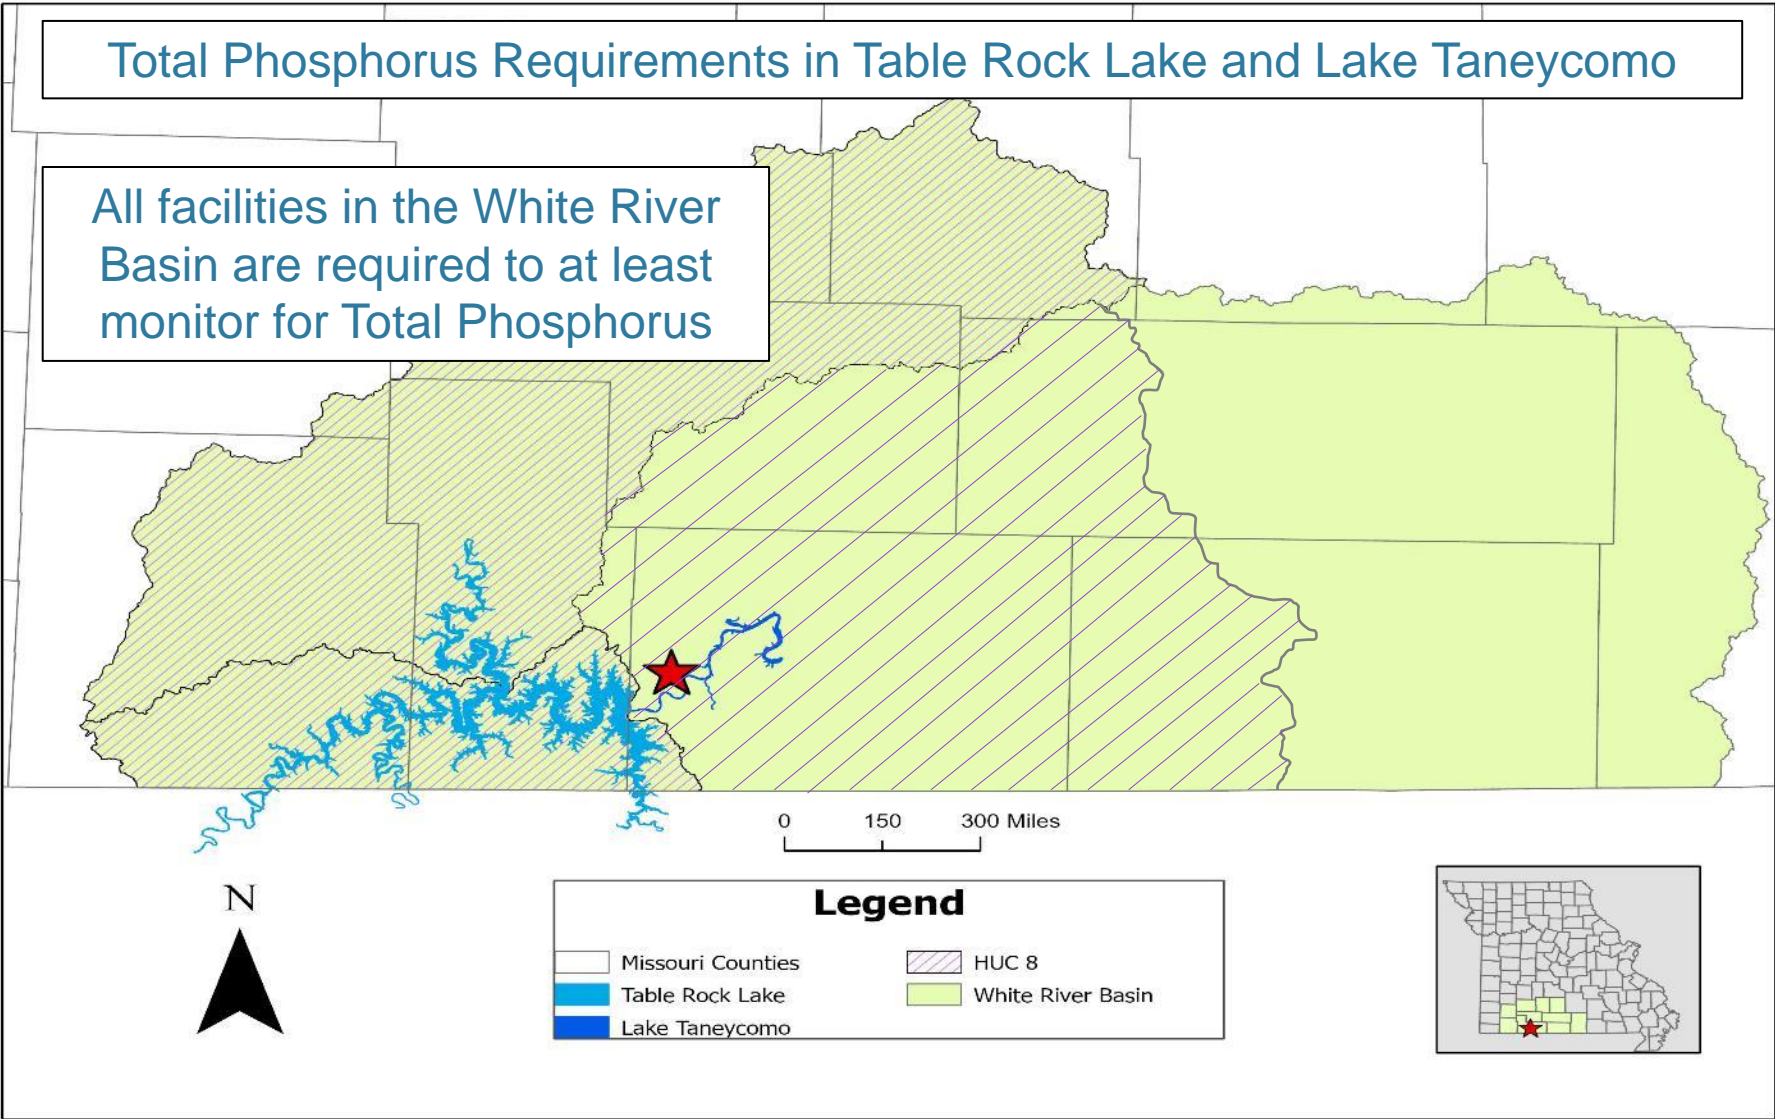 Total Phosphorus Requirements in Table Rock Lake and Lake Taneycomo
All facilities in the White River
Basin are required to at least
monitor for Total Phosphorus
0 150 300 Miles
N
Legend
Missouri Counties
Table Rock Lake
Lake Taneycomo
HUC 8
White River Basin